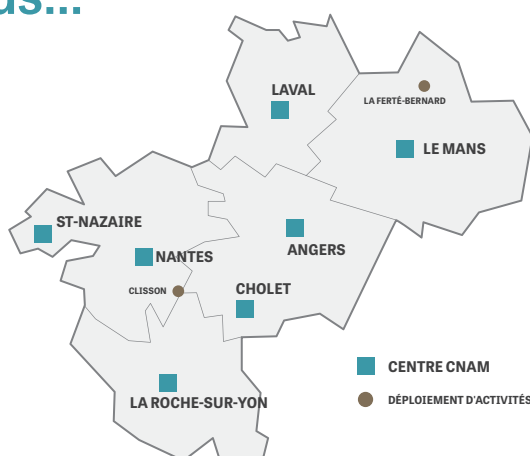 us...
LAVAL
LA FERTÉ-BERNARD
LE MANS
ST-NAZAIRE
NANTES
ANGERS
CLISSON
CHOLET
LA ROCHE-SUR-YON
CENTRE CNAM
DÉPLOIEMENT D'ACTIVITÉS